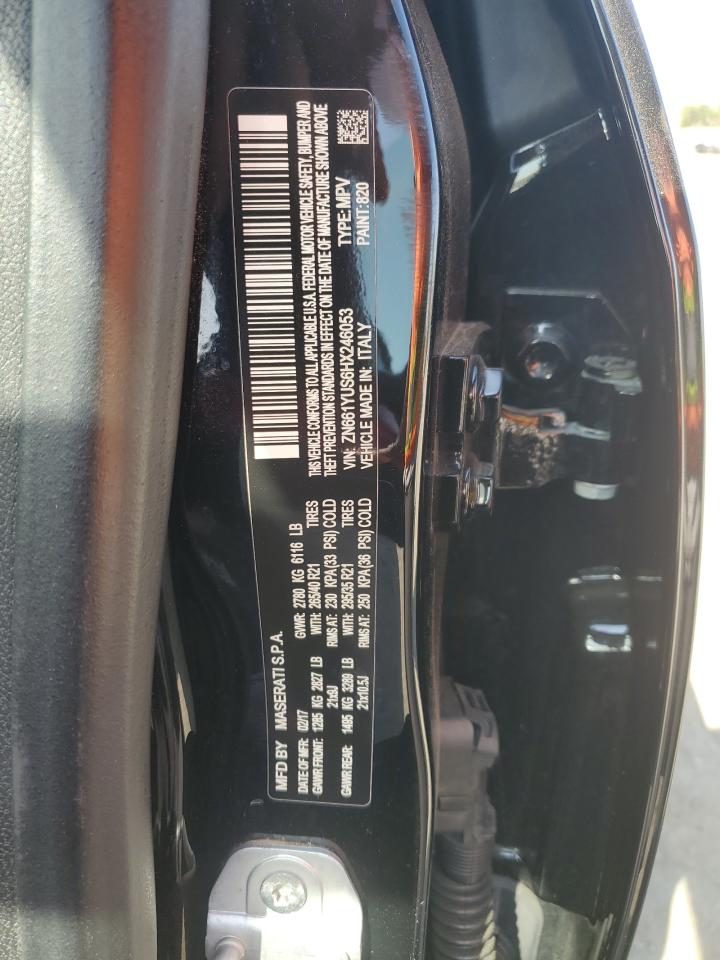 MFD BY MASERATI S.P.A.
DATE OF MFR: 02/17 GVWR: 2780 KG 6116 LB
GAWR FRONT: 1285 KG 2827 LB WITH: 265/40 R21 TIRES
21x9J RIMS AT: 230 KPA(33 PSI) COLD
GAWR REAR: 1495 KG 3289 LB WITH: 295/35 R21 TIRES
21x10.5J RIMS AT: 250 KPA(36 PSI) COLD
THIS VEHICLE CONFORMS TO ALL APPLICABLE U.S.A. FEDERAL MOTOR VEHICLE SAFETY, BUMPER AND
THEFT PREVENTION STANDARDS IN EFFECT ON THE DATE OF MANUFACTURE SHOWN ABOVE
VIN: ZN661YUS6HX246053 TYPE: MPV
VEHICLE MADE IN: ITALY PAINT: 820